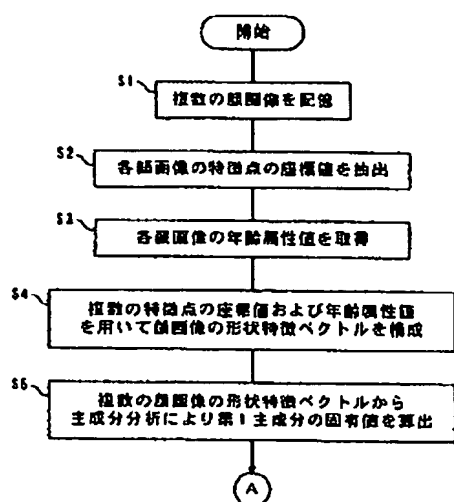 開始
S1
複数の顔画像を記憶
S2
各顔画像の特徴点の座標値を抽出
S3
各顔画像の年齢属性値を取得
S4
複数の特徴点の座標値および年齢属性値
を用いて顔画像の形状特徴ベクトルを構成
S5
複数の顔画像の形状特徴ベクトルから
主成分分析により第1主成分の固有値を算出
A